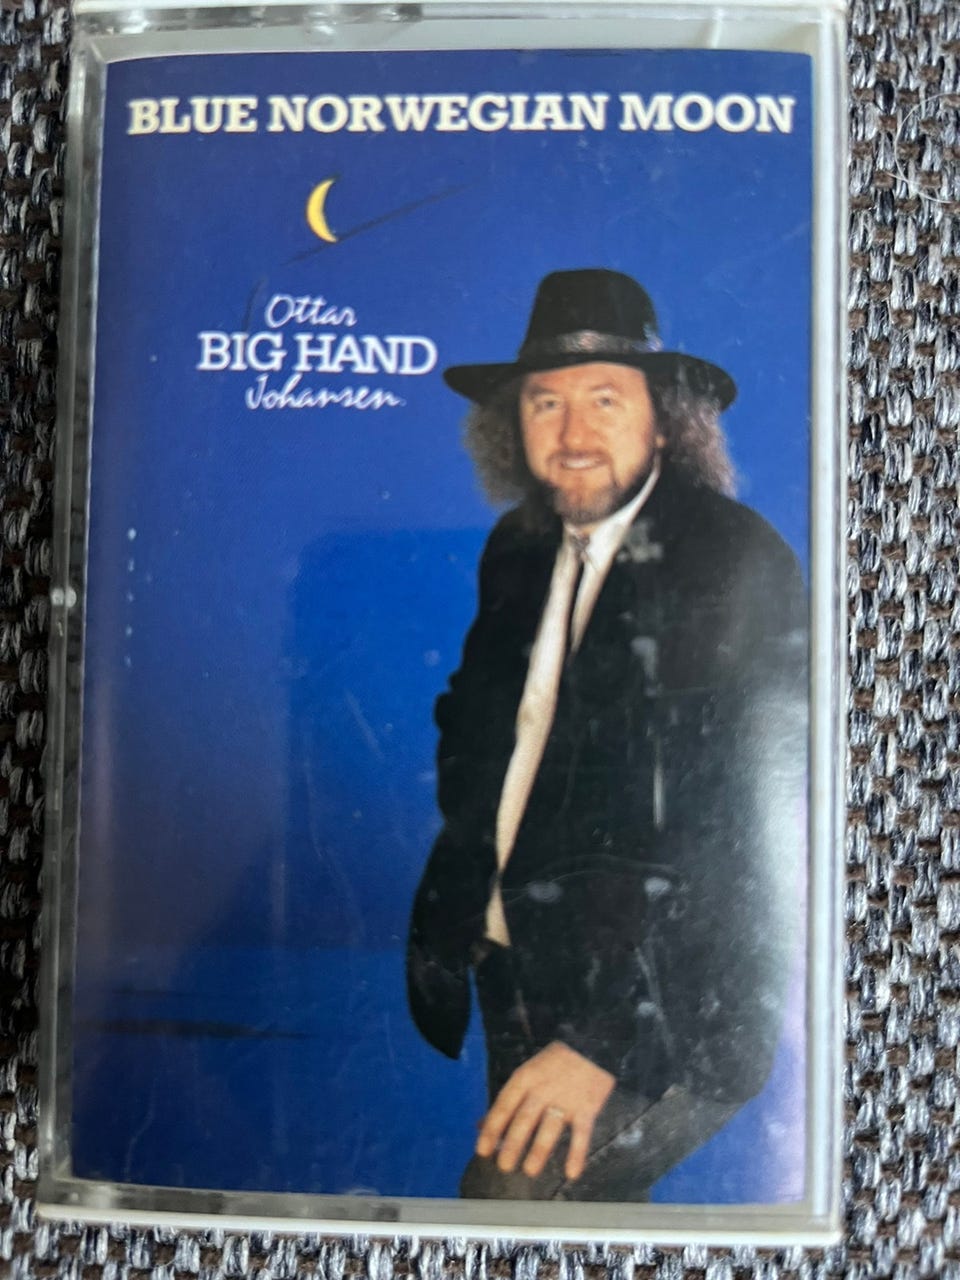 BLUE NORWEGIAN MOON
Ottar
BIG HAND
Johansen